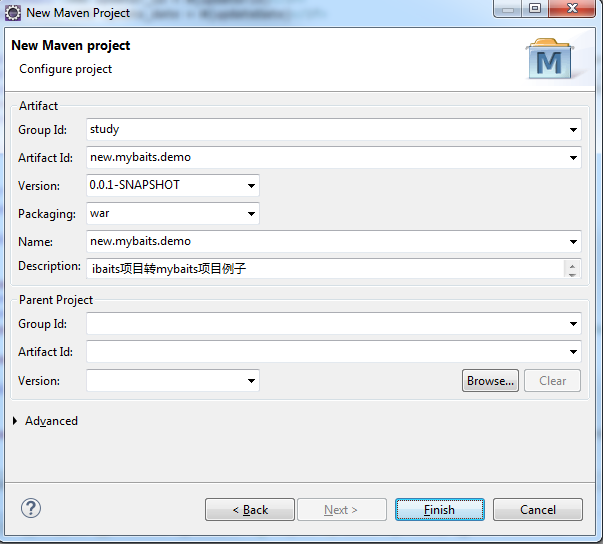 New Maven Project
New Maven project
Configure project
M
Artifact
Group Id: study
Artifact Id: new.mybaits.demo
Version: 0.0.1-SNAPSHOT
Packaging: war
Name: new.mybaits.demo
Description: ibaits项目转mybaits项目例子
Parent Project
Group Id:
Artifact Id:
Version: Browse... Clear
Advanced
? < Back Next > Finish Cancel